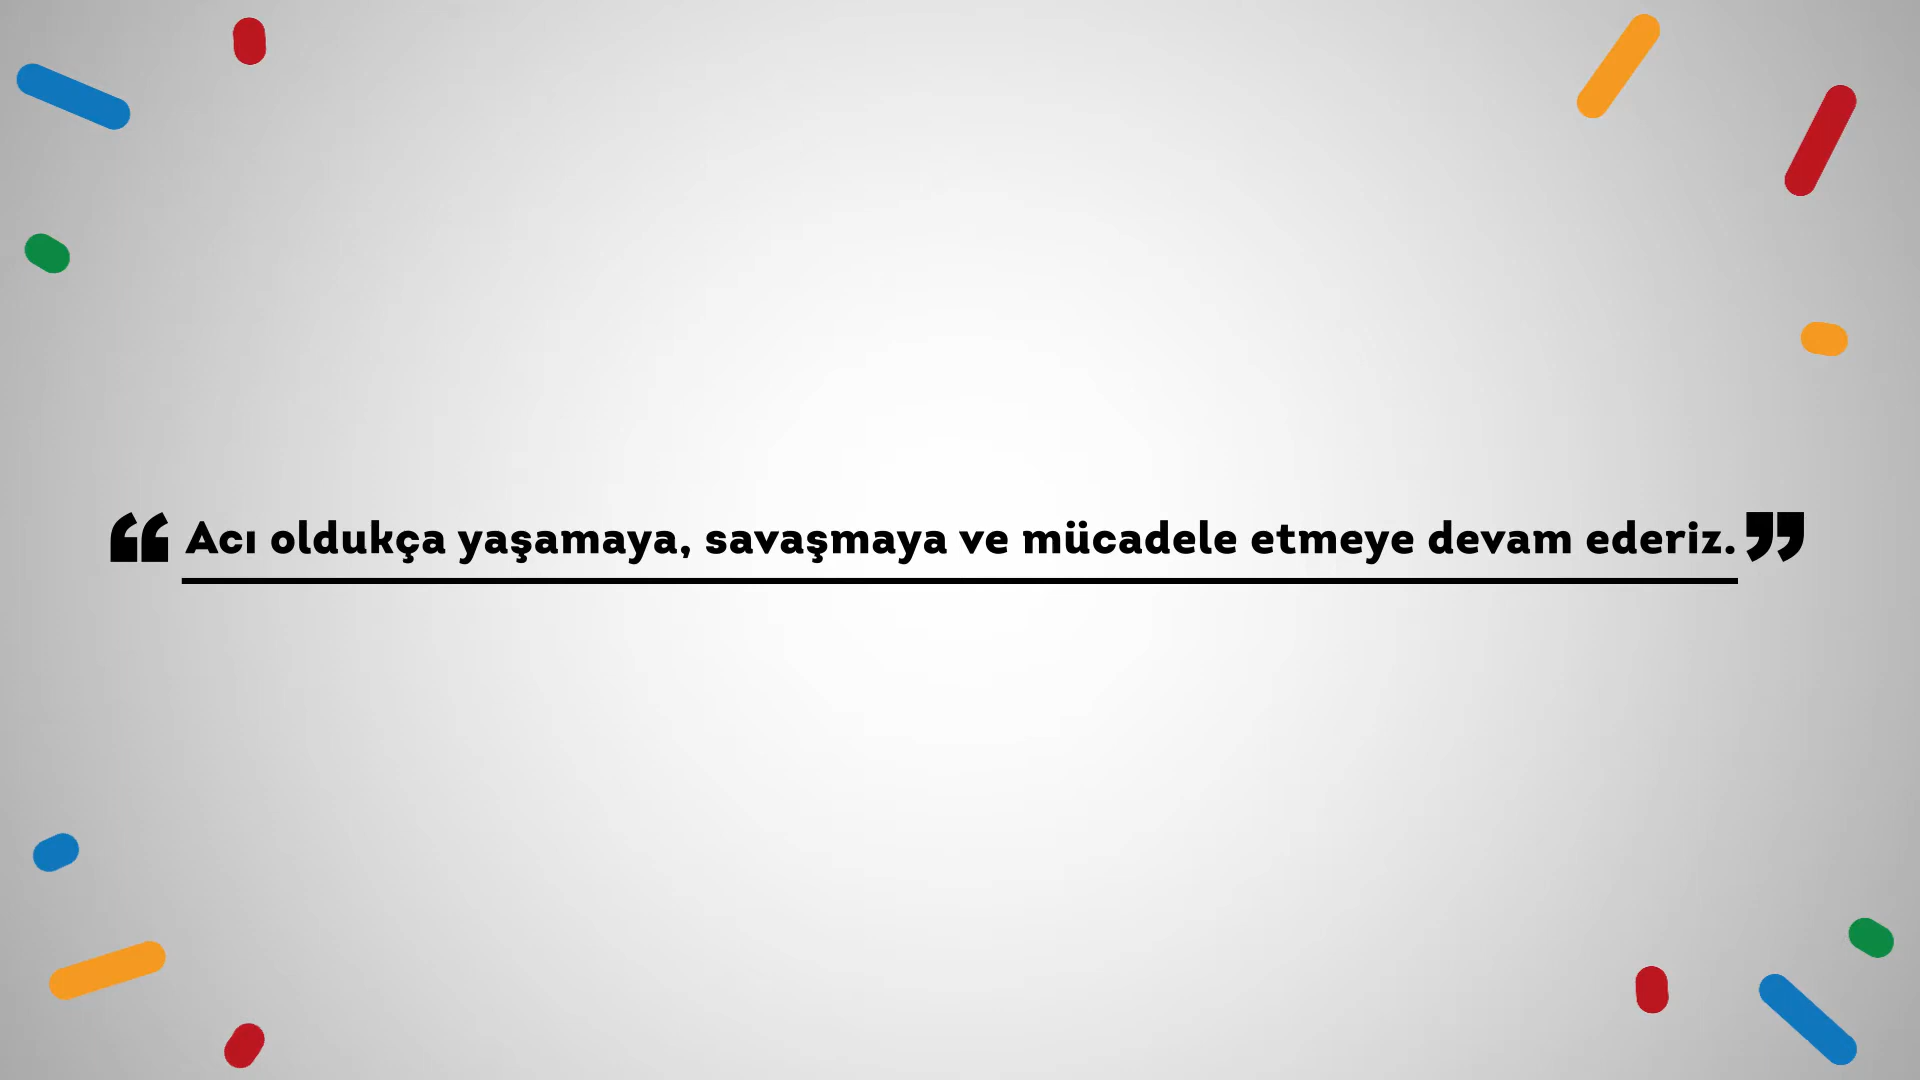 ❝ Acı oldukça yaşamaya, savaşmaya ve mücadele etmeye devam ederiz. ❞